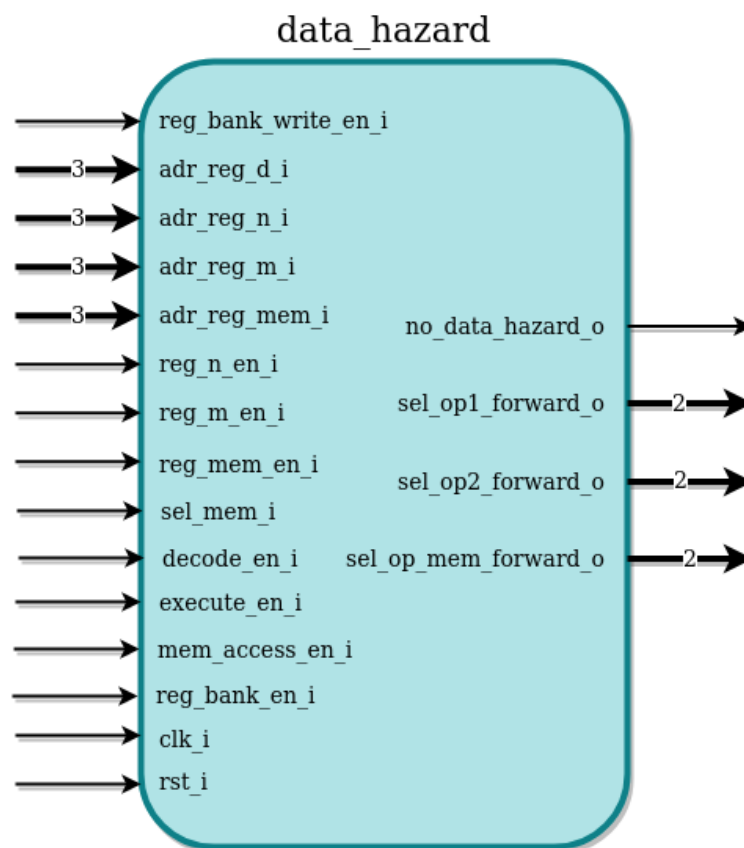 data_hazard
reg_bank_write_en_i
3 adr_reg_d_i
3 adr_reg_n_i
3 adr_reg_m_i
3 adr_reg_mem_i
no_data_hazard_o
reg_n_en_i
sel_op1_forward_o 2
reg_m_en_i
reg_mem_en_i
sel_op2_forward_o 2
sel_mem_i
decode_en_i
sel_op_mem_forward_o 2
execute_en_i
mem_access_en_i
reg_bank_en_i
clk_i
rst_i